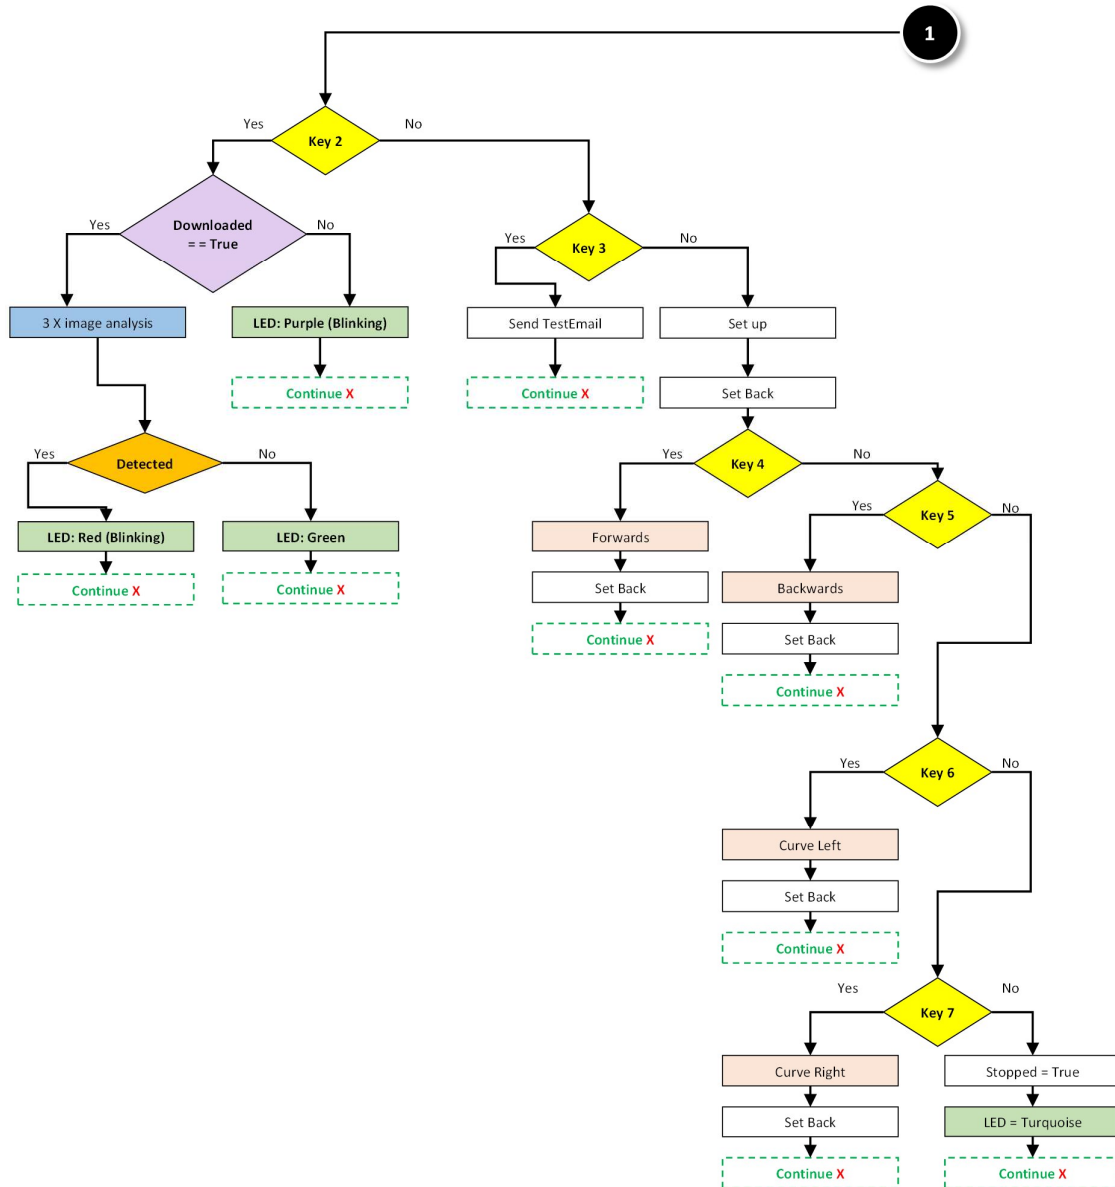 1
Yes
No
Key 2
Yes
Downloaded
= = True
No
Yes
Key 3
No
3 X image analysis
LED: Purple (Blinking)
Send TestEmail
Set up
Continue X
Continue X
Set Back
Yes
Detected
No
Yes
Key 4
No
Yes
Key 5
No
LED: Red (Blinking)
LED: Green
Forwards
Continue X
Continue X
Set Back
Backwards
Continue X
Set Back
Continue X
Yes
Key 6
No
Curve Left
Set Back
Continue X
Yes
No
Key 7
Curve Right
Stopped = True
Set Back
LED = Turquoise
Continue X
Continue X